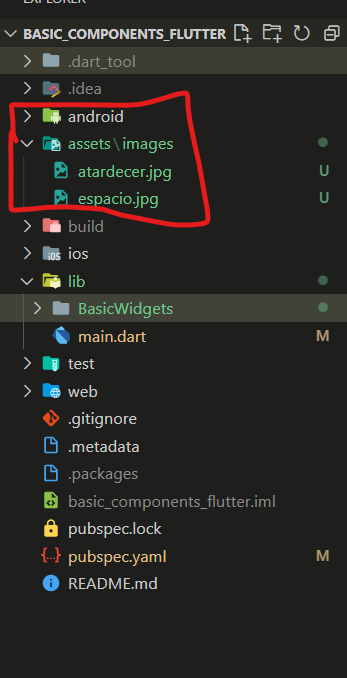 BASIC_COMPONENTS_FLUTTER
.dart_tool
.idea
android
assets\images
atardecer.jpg U
espacio.jpg U
build
iOS ios
lib
BasicWidgets
main.dart M
test
web
.gitignore
.metadata
.packages
basic_components_flutter.iml
pubspec.lock
pubspec.yaml M
README.md